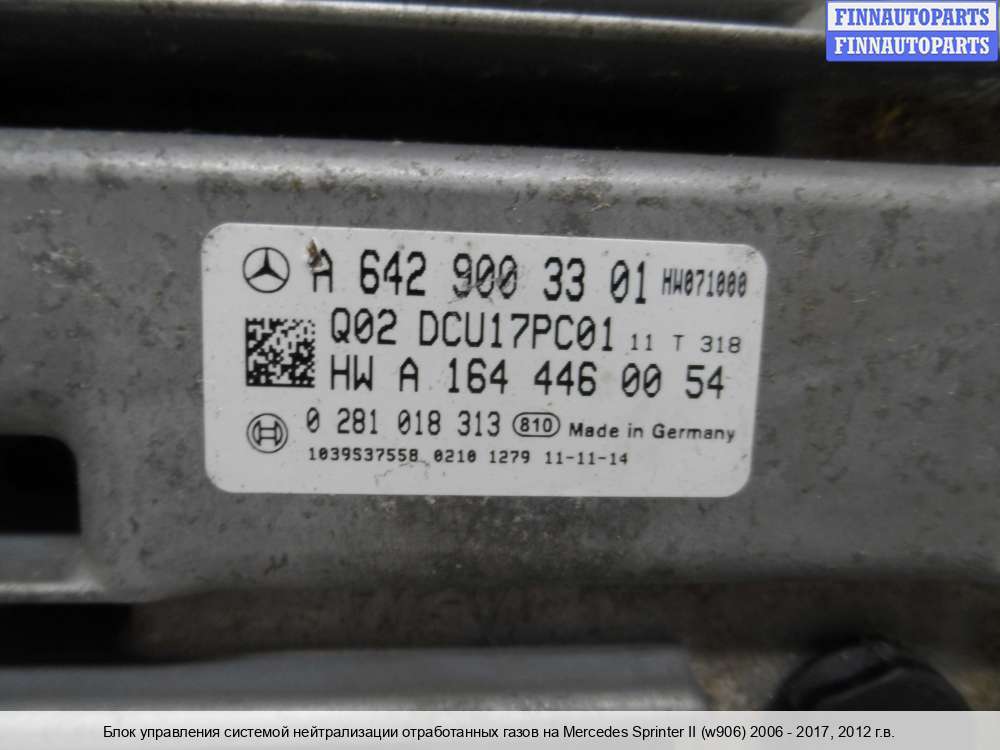 FINNAUTOPARTS
FINNAUTOPARTS
A 642 900 33 01 HW071000
Q02 DCU17PC01 11 T 318
HW A 164 446 00 54
0 281 018 313 810 Made in Germany
1039S37558 0210 1279 11-11-14
Блок управления системой нейтрализации отработанных газов на Mercedes Sprinter II (w906) 2006 - 2017, 2012 г.в.